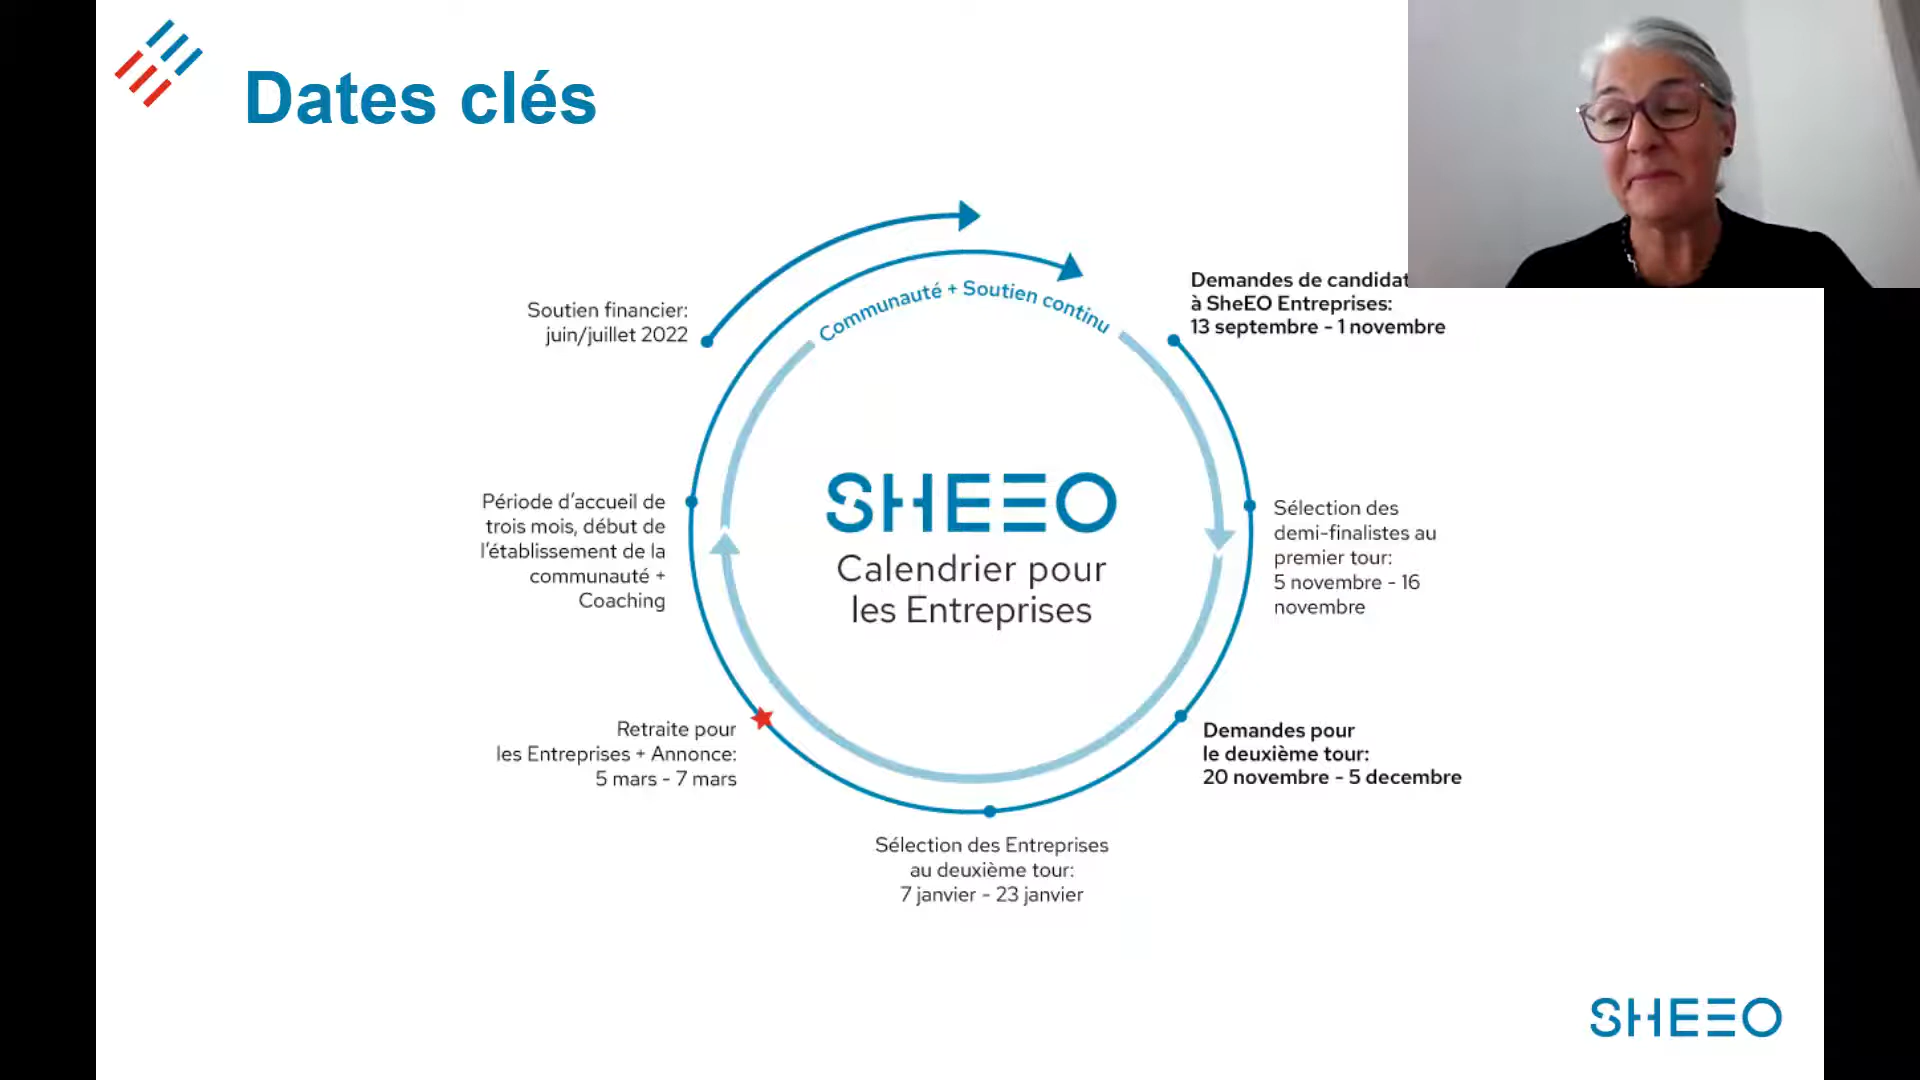 Dates clés
Communauté + Soutien continu
Demandes de
à SheEO Entreprises:
13 septembre - 1 novembre
Sélection des
demi-finalistes au
premier tour:
5 novembre - 16
novembre
Demandes pour
le deuxième tour:
20 novembre - 5 decembre
Sélection des Entreprises
au deuxième tour:
7 janvier - 23 janvier
Retraite pour
les Entreprises + Annonce:
5 mars - 7 mars
Période d'accueil de
trois mois, début de
l'établissement de la
communauté +
Coaching
Soutien financier:
juin/juillet 2022
SHEEO
Calendrier pour
les Entreprises
SHEEO